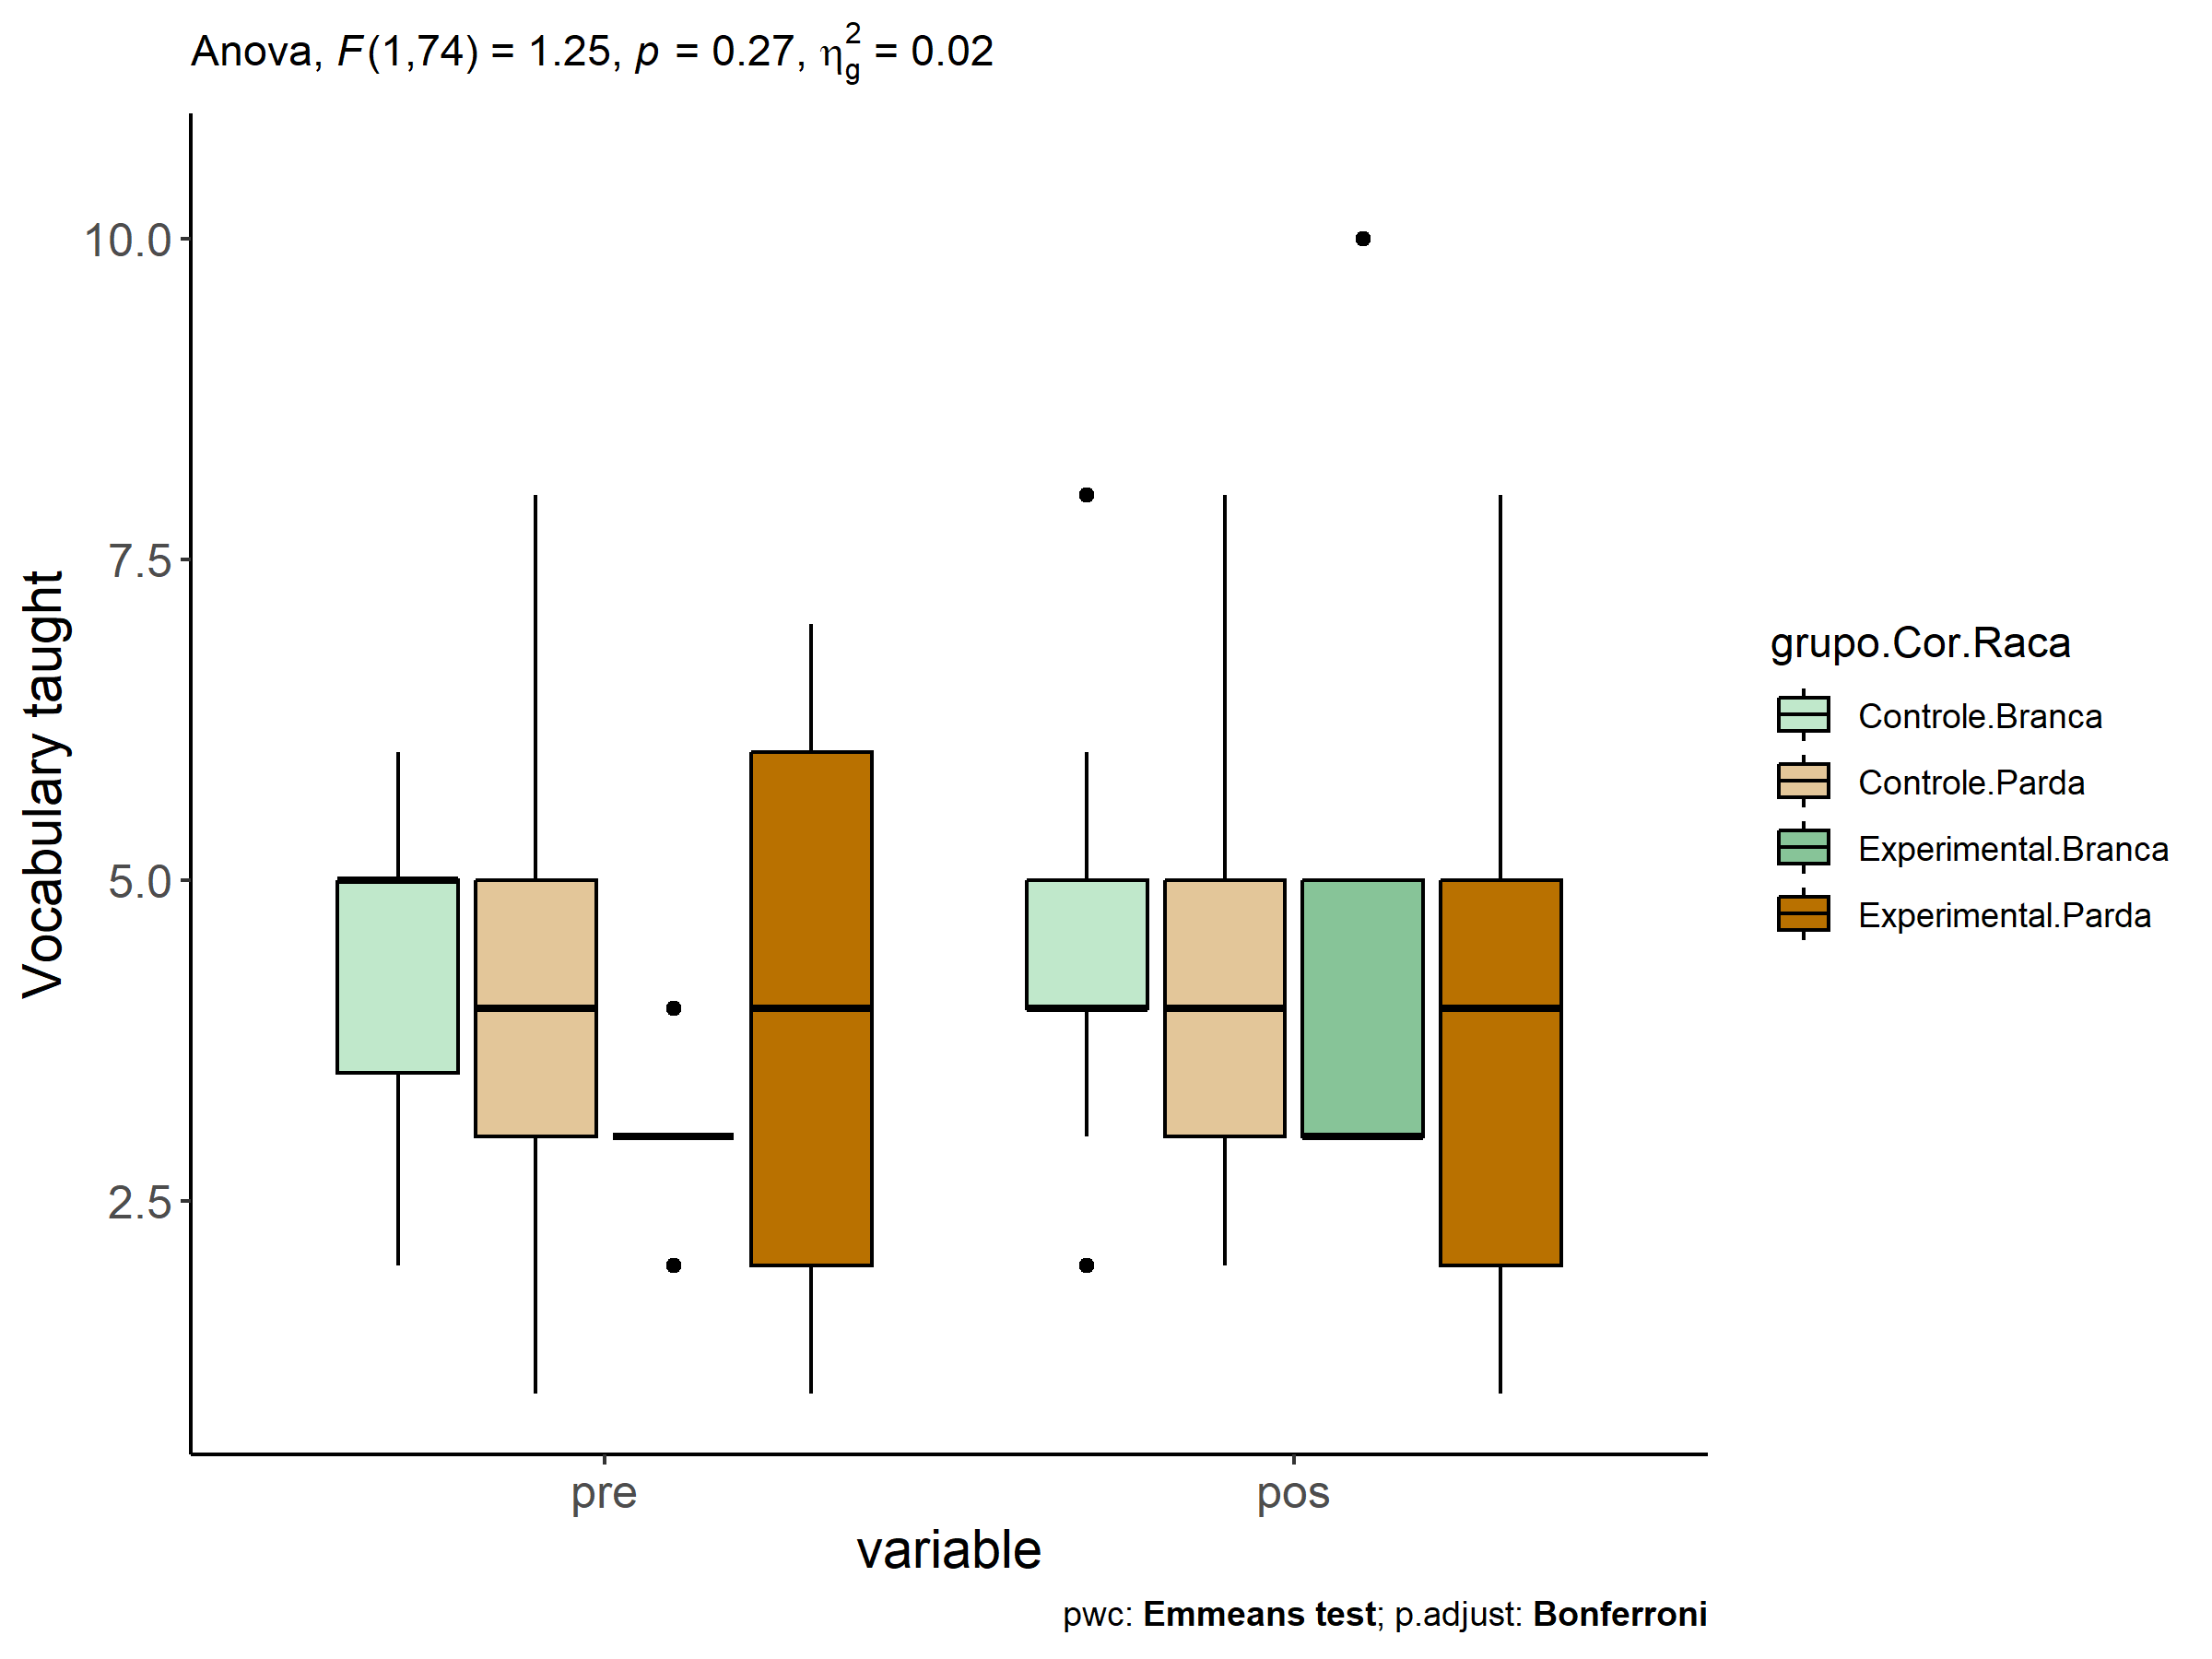 Anova, F(1,74) = 1.25, p = 0.27, η²g = 0.02
Vocabulary taught
10.0
7.5
5.0
2.5
pre
pos
variable
grupo.Cor.Raca
Controle.Branca
Controle.Parda
Experimental.Branca
Experimental.Parda
pwc: Emmeans test; p.adjust: Bonferroni